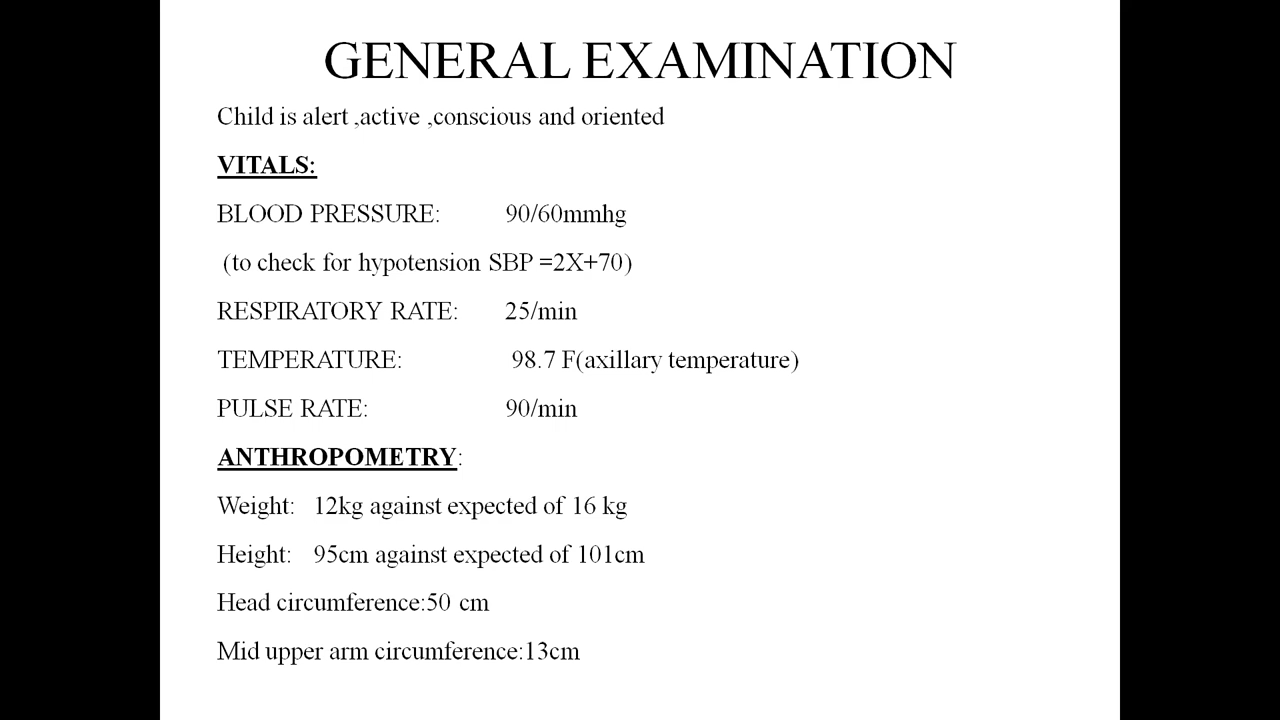 GENERAL EXAMINATION
Child is alert ,active ,conscious and oriented
VITALS:
BLOOD PRESSURE: 90/60mmhg
(to check for hypotension SBP =2X+70)
RESPIRATORY RATE: 25/min
TEMPERATURE: 98.7 F(axillary temperature)
PULSE RATE: 90/min
ANTHROPOMETRY:
Weight: 12kg against expected of 16 kg
Height: 95cm against expected of 101cm
Head circumference:50 cm
Mid upper arm circumference:13cm